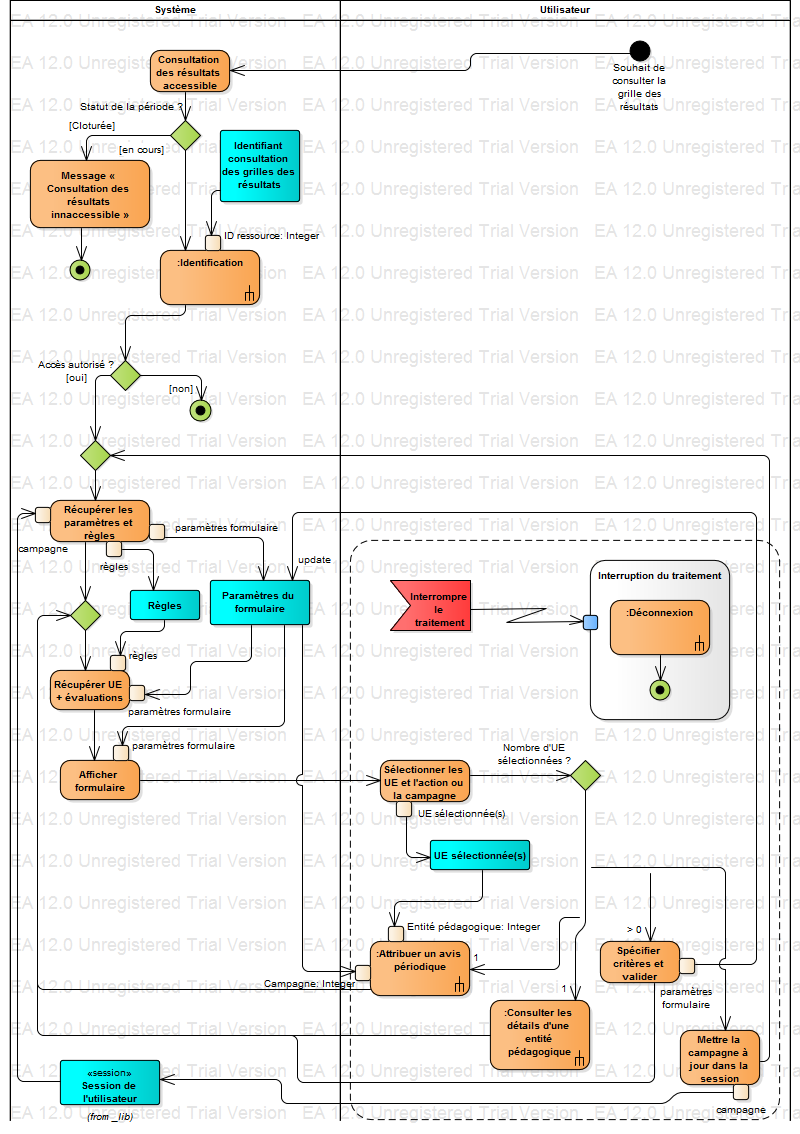 Système
Utilisateur
EA 12.0 Unregistered Trial Version
Consultation
des résultats
accessible
Souhait de
consulter la
grille des
résultats
Statut de la période ?
[Cloturée]
[en cours]
Message «
Consultation des
résultats
innaccessible »
Identifiant
consultation
des grilles des
résultats
ID ressource: Integer
:Identification
Accès autorisé ?
[oui]
[non]
Récupérer les
paramètres et
règles
campagne
règles
paramètres formulaire
update
Règles
Paramètres du
formulaire
Interrompre
le
traitement
Interruption du traitement
:Déconnexion
règles
Récupérer UE
+ évaluations
paramètres formulaire
paramètres formulaire
Afficher
formulaire
Sélectionner les
UE et l'action ou
la campagne
Nombre d'UE
sélectionnées ?
UE sélectionnée(s)
UE sélectionnée(s)
Entité pédagogique: Integer
:Attribuer un avis
périodique
1
Campagne: Integer
> 0
Spécifier
critères et
valider
paramètres
formulaire
1
:Consulter les
détails d'une
entité
pédagogique
Mettre la
campagne à
jour dans la
session
campagne
«session»
Session de
l'utilisateur
(from _lib)